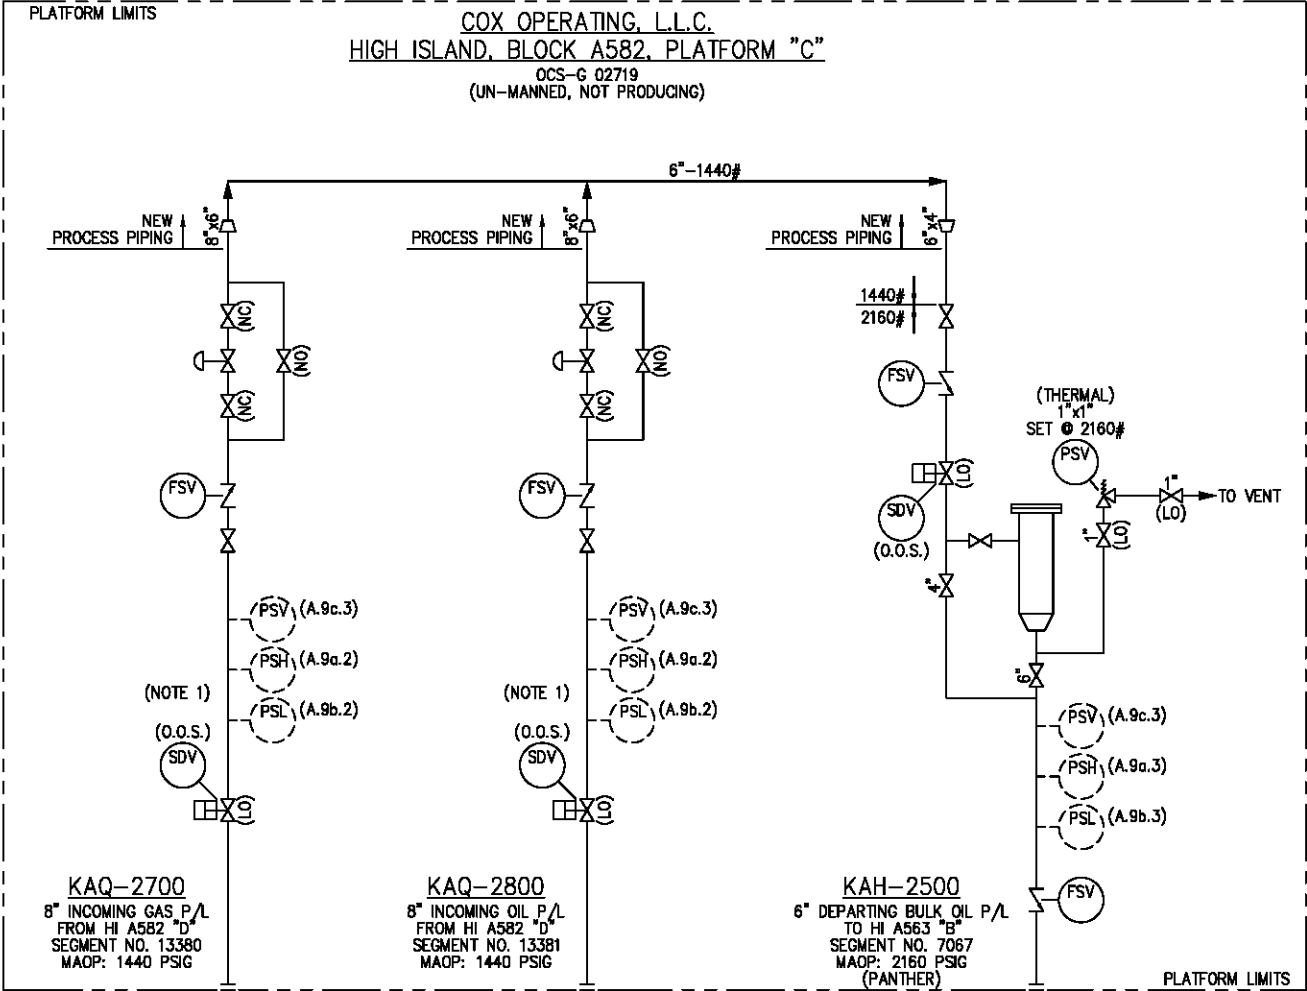 PLATFORM LIMITS
COX OPERATING, L.L.C.
HIGH ISLAND, BLOCK A582, PLATFORM "C"
OCS-G 02719
(UN-MANNED, NOT PRODUCING)
6"-1440#
NEW
PROCESS PIPING
8"x6"
NEW
PROCESS PIPING
8"x6"
NEW
PROCESS PIPING
6"x4"
(NC)
(NO)
(NC)
(NC)
(NO)
(NC)
1440#
2160#
FSV
(THERMAL)
1"x1"
SET @ 2160#
PSV
FSV
FSV
(LO)
SDV
(O.O.S.)
1"
(LO)
TO VENT
1"
(LO)
4"
6"
PSV
(A.9c.3)
PSH
(A.9a.2)
PSL
(A.9b.2)
(NOTE 1)
(O.O.S.)
SDV
(LO)
PSV
(A.9c.3)
PSH
(A.9a.2)
PSL
(A.9b.2)
(NOTE 1)
(O.O.S.)
SDV
(LO)
PSV
(A.9c.3)
PSH
(A.9a.3)
PSL
(A.9b.3)
FSV
KAQ-2700
8" INCOMING GAS P/L
FROM HI A582 "D"
SEGMENT NO. 13380
MAOP: 1440 PSIG
KAQ-2800
8" INCOMING OIL P/L
FROM HI A582 "D"
SEGMENT NO. 13381
MAOP: 1440 PSIG
KAH-2500
6" DEPARTING BULK OIL P/L
TO HI A563 "B"
SEGMENT NO. 7067
MAOP: 2160 PSIG
(PANTHER)
PLATFORM LIMITS